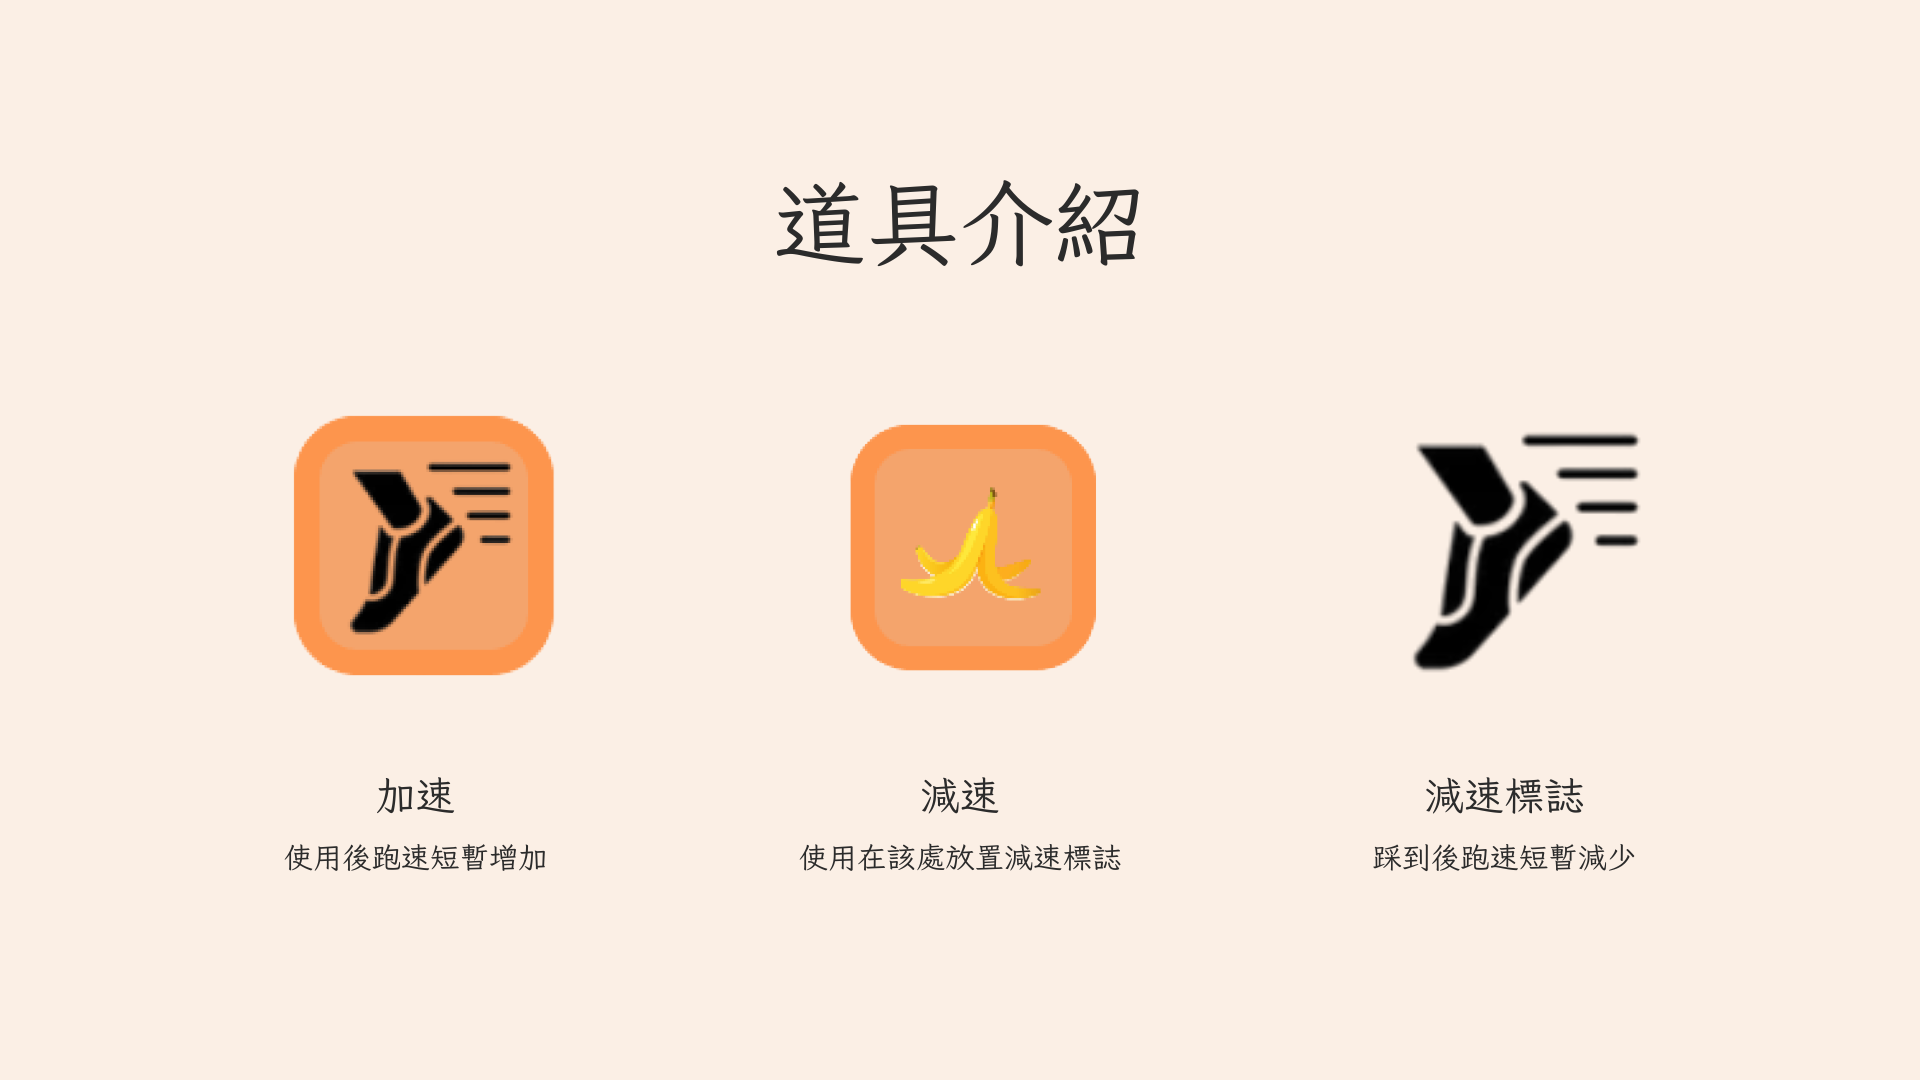 道具介紹
加速
使用後跑速短暫增加
減速
使用在該處放置減速標誌
減速標誌
踩到後跑速短暫減少